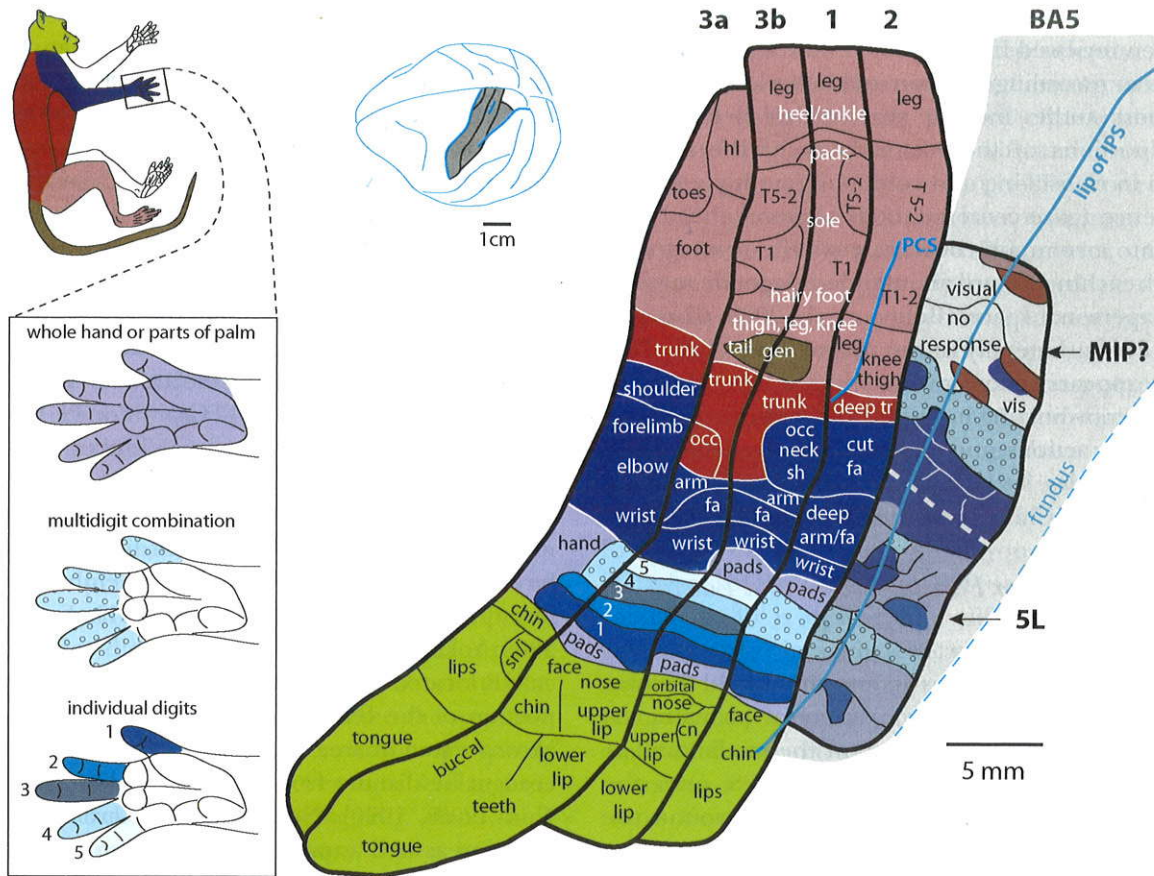 3a 3b 1 2 BA5
1cm
whole hand or parts of palm
multidigit combination
individual digits
1
2
3
4
5
leg leg leg
heel/ankle
hl pads
toes T5-2 T5-2 T5-2
sole
foot
PCS
T1 T1 T1-2
hairy foot
thigh, leg, knee
trunk tail gen leg knee
thigh
shoulder trunk trunk deep tr
forelimb occ occ
neck
sh
cut
fa
elbow arm arm
fa fa deep
arm/fa
wrist wrist wrist wrist
hand pads pads
5
4
3
2
1
chin pads pads
lips sn/j face orbital
nose nose face
chin upper
lip
upper
lip
cn chin
tongue buccal lower
lip
lower
lip
lips
teeth
tongue
visual
no
response
vis
lip of IPS
MIP?
fundus
5L
5 mm